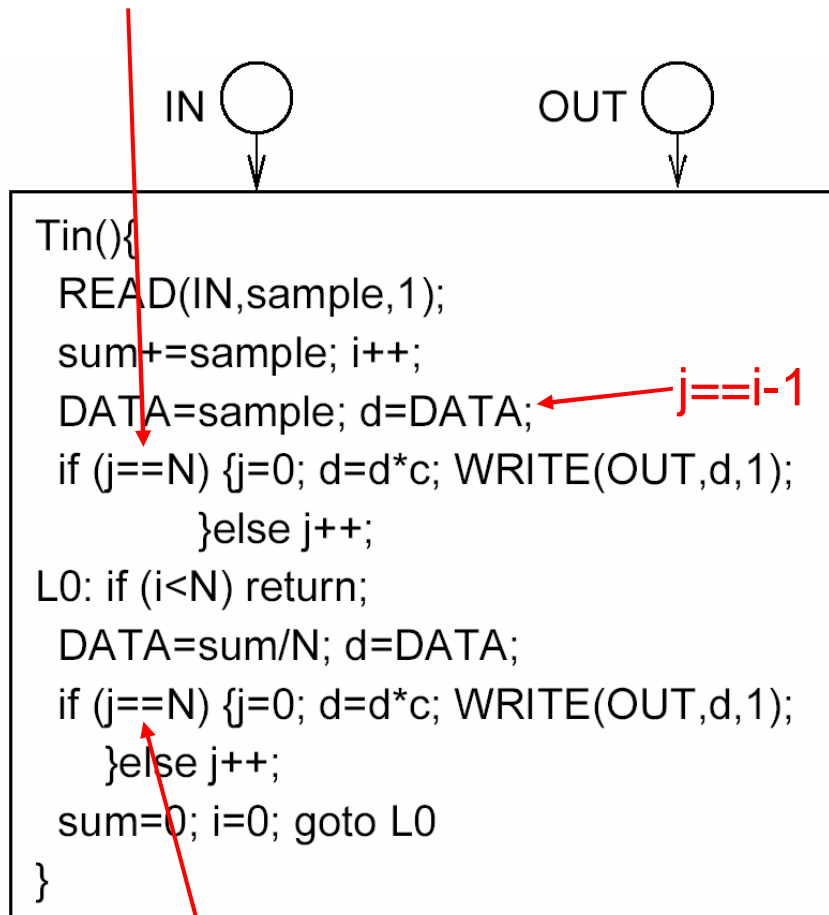 IN OUT
Tin(){
READ(IN,sample,1);
sum+=sample; i++;
DATA=sample; d=DATA; j==i-1
if (j==N) {j=0; d=d*c; WRITE(OUT,d,1);
}else j++;
L0: if (i<N) return;
DATA=sum/N; d=DATA;
if (j==N) {j=0; d=d*c; WRITE(OUT,d,1);
}else j++;
sum=0; i=0; goto L0
}